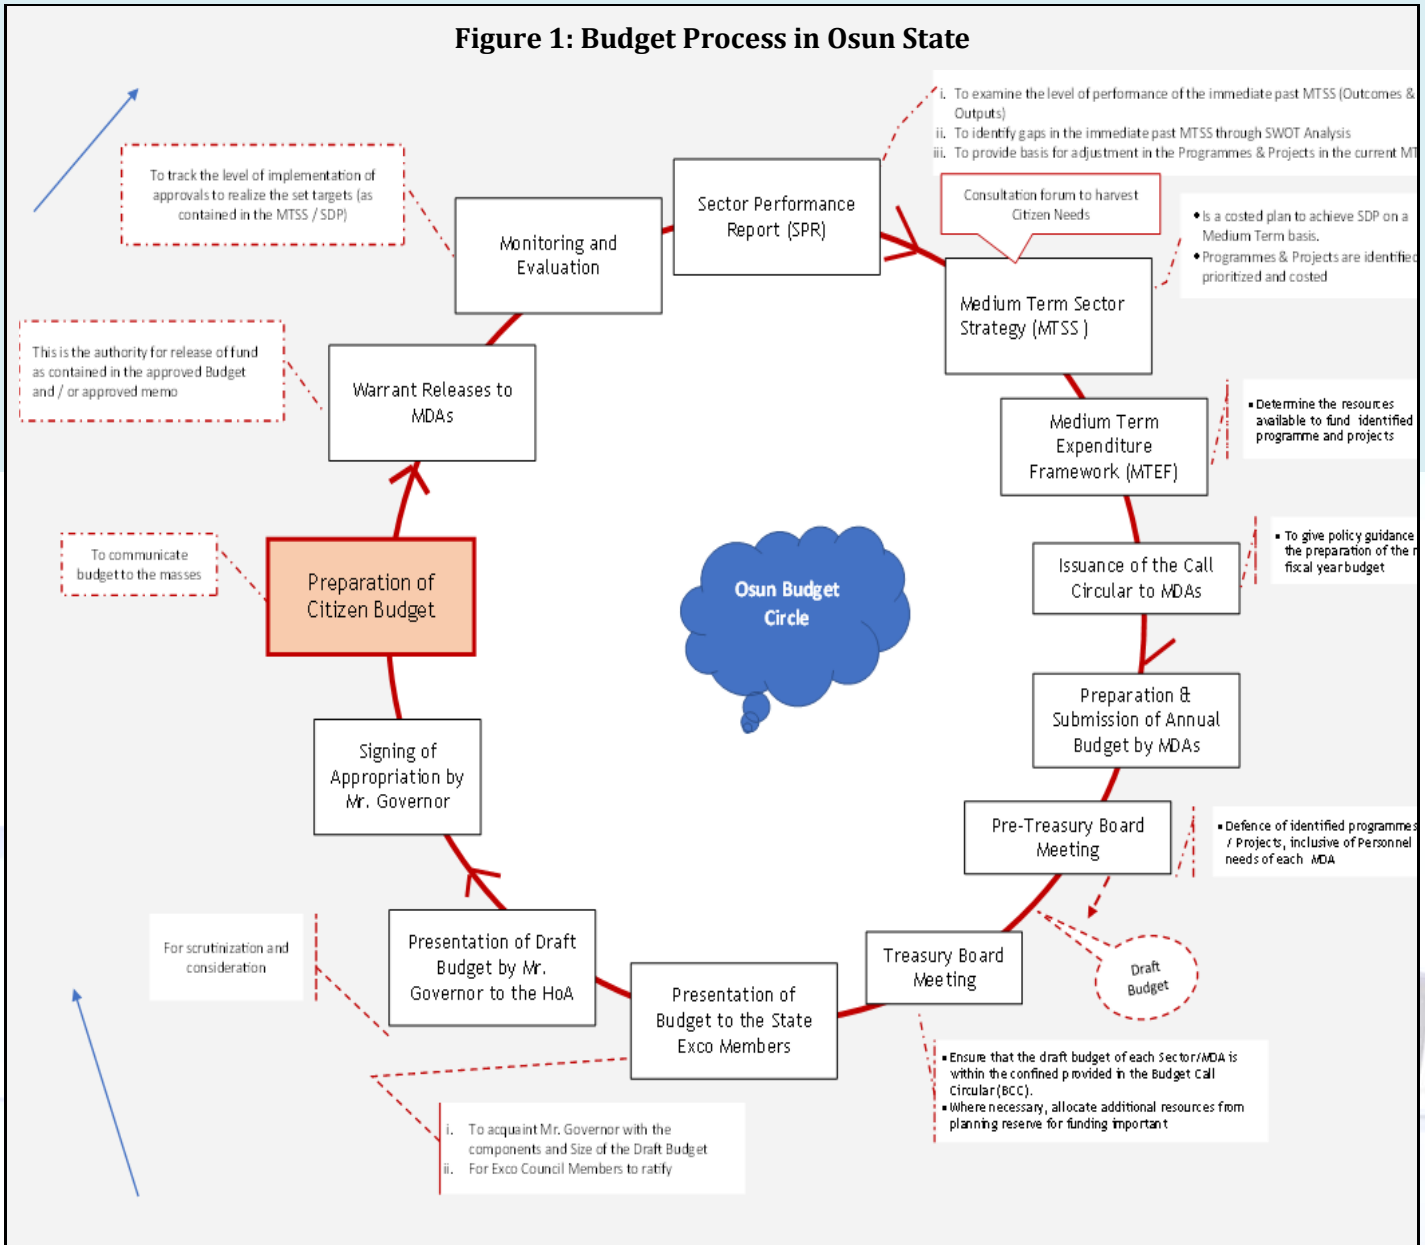 Figure 1: Budget Process in Osun State
i. To examine the level of performance of the immediate past MTSS (Outcomes &
Outputs)
ii. To identify gaps in the immediate past MTSS through SWOT Analysis
iii. To provide basis for adjustment in the Programmes & Projects in the current
To track the level of implementation of
approvals to realize the set targets (as
contained in the MTSS / SDP)
Sector Performance
Report (SPR)
Consultation forum to harvest
Citizen Needs
Monitoring and
Evaluation
• Is a costed plan to achieve SDP on a
Medium Term basis.
• Programmes & Projects are identified
prioritized and costed
Medium Term Sector
Strategy (MTSS )
This is the authority for release of fund
as contained in the approved Budget
and / or approved memo
Warrant Releases to
MDAs
Medium Term
Expenditure
Framework (MTEF)
▪ Determine the resources
available to fund identified
programme and projects
To communicate
budget to the masses
Preparation of
Citizen Budget
Osun Budget
Circle
Issuance of the Call
Circular to MDAs
▪ To give policy guidance
the preparation of the
fiscal year budget
Signing of
Appropriation by
Mr. Governor
Preparation &
Submission of Annual
Budget by MDAs
Pre-Treasury Board
Meeting
▪ Defence of identified programmes
/ Projects, inclusive of Personnel
needs of each MDA
For scrutinization and
consideration
Presentation of Draft
Budget by Mr.
Governor to the HoA
Treasury Board
Meeting
Draft
Budget
Presentation of
Budget to the State
Exco Members
▪ Ensure that the draft budget of each Sector/MDA is
within the confined provided in the Budget Call
Circular (BCC).
▪ Where necessary, allocate additional resources from
planning reserve for funding important
i. To acquaint Mr. Governor with the
components and Size of the Draft Budget
ii. For Exco Council Members to ratify